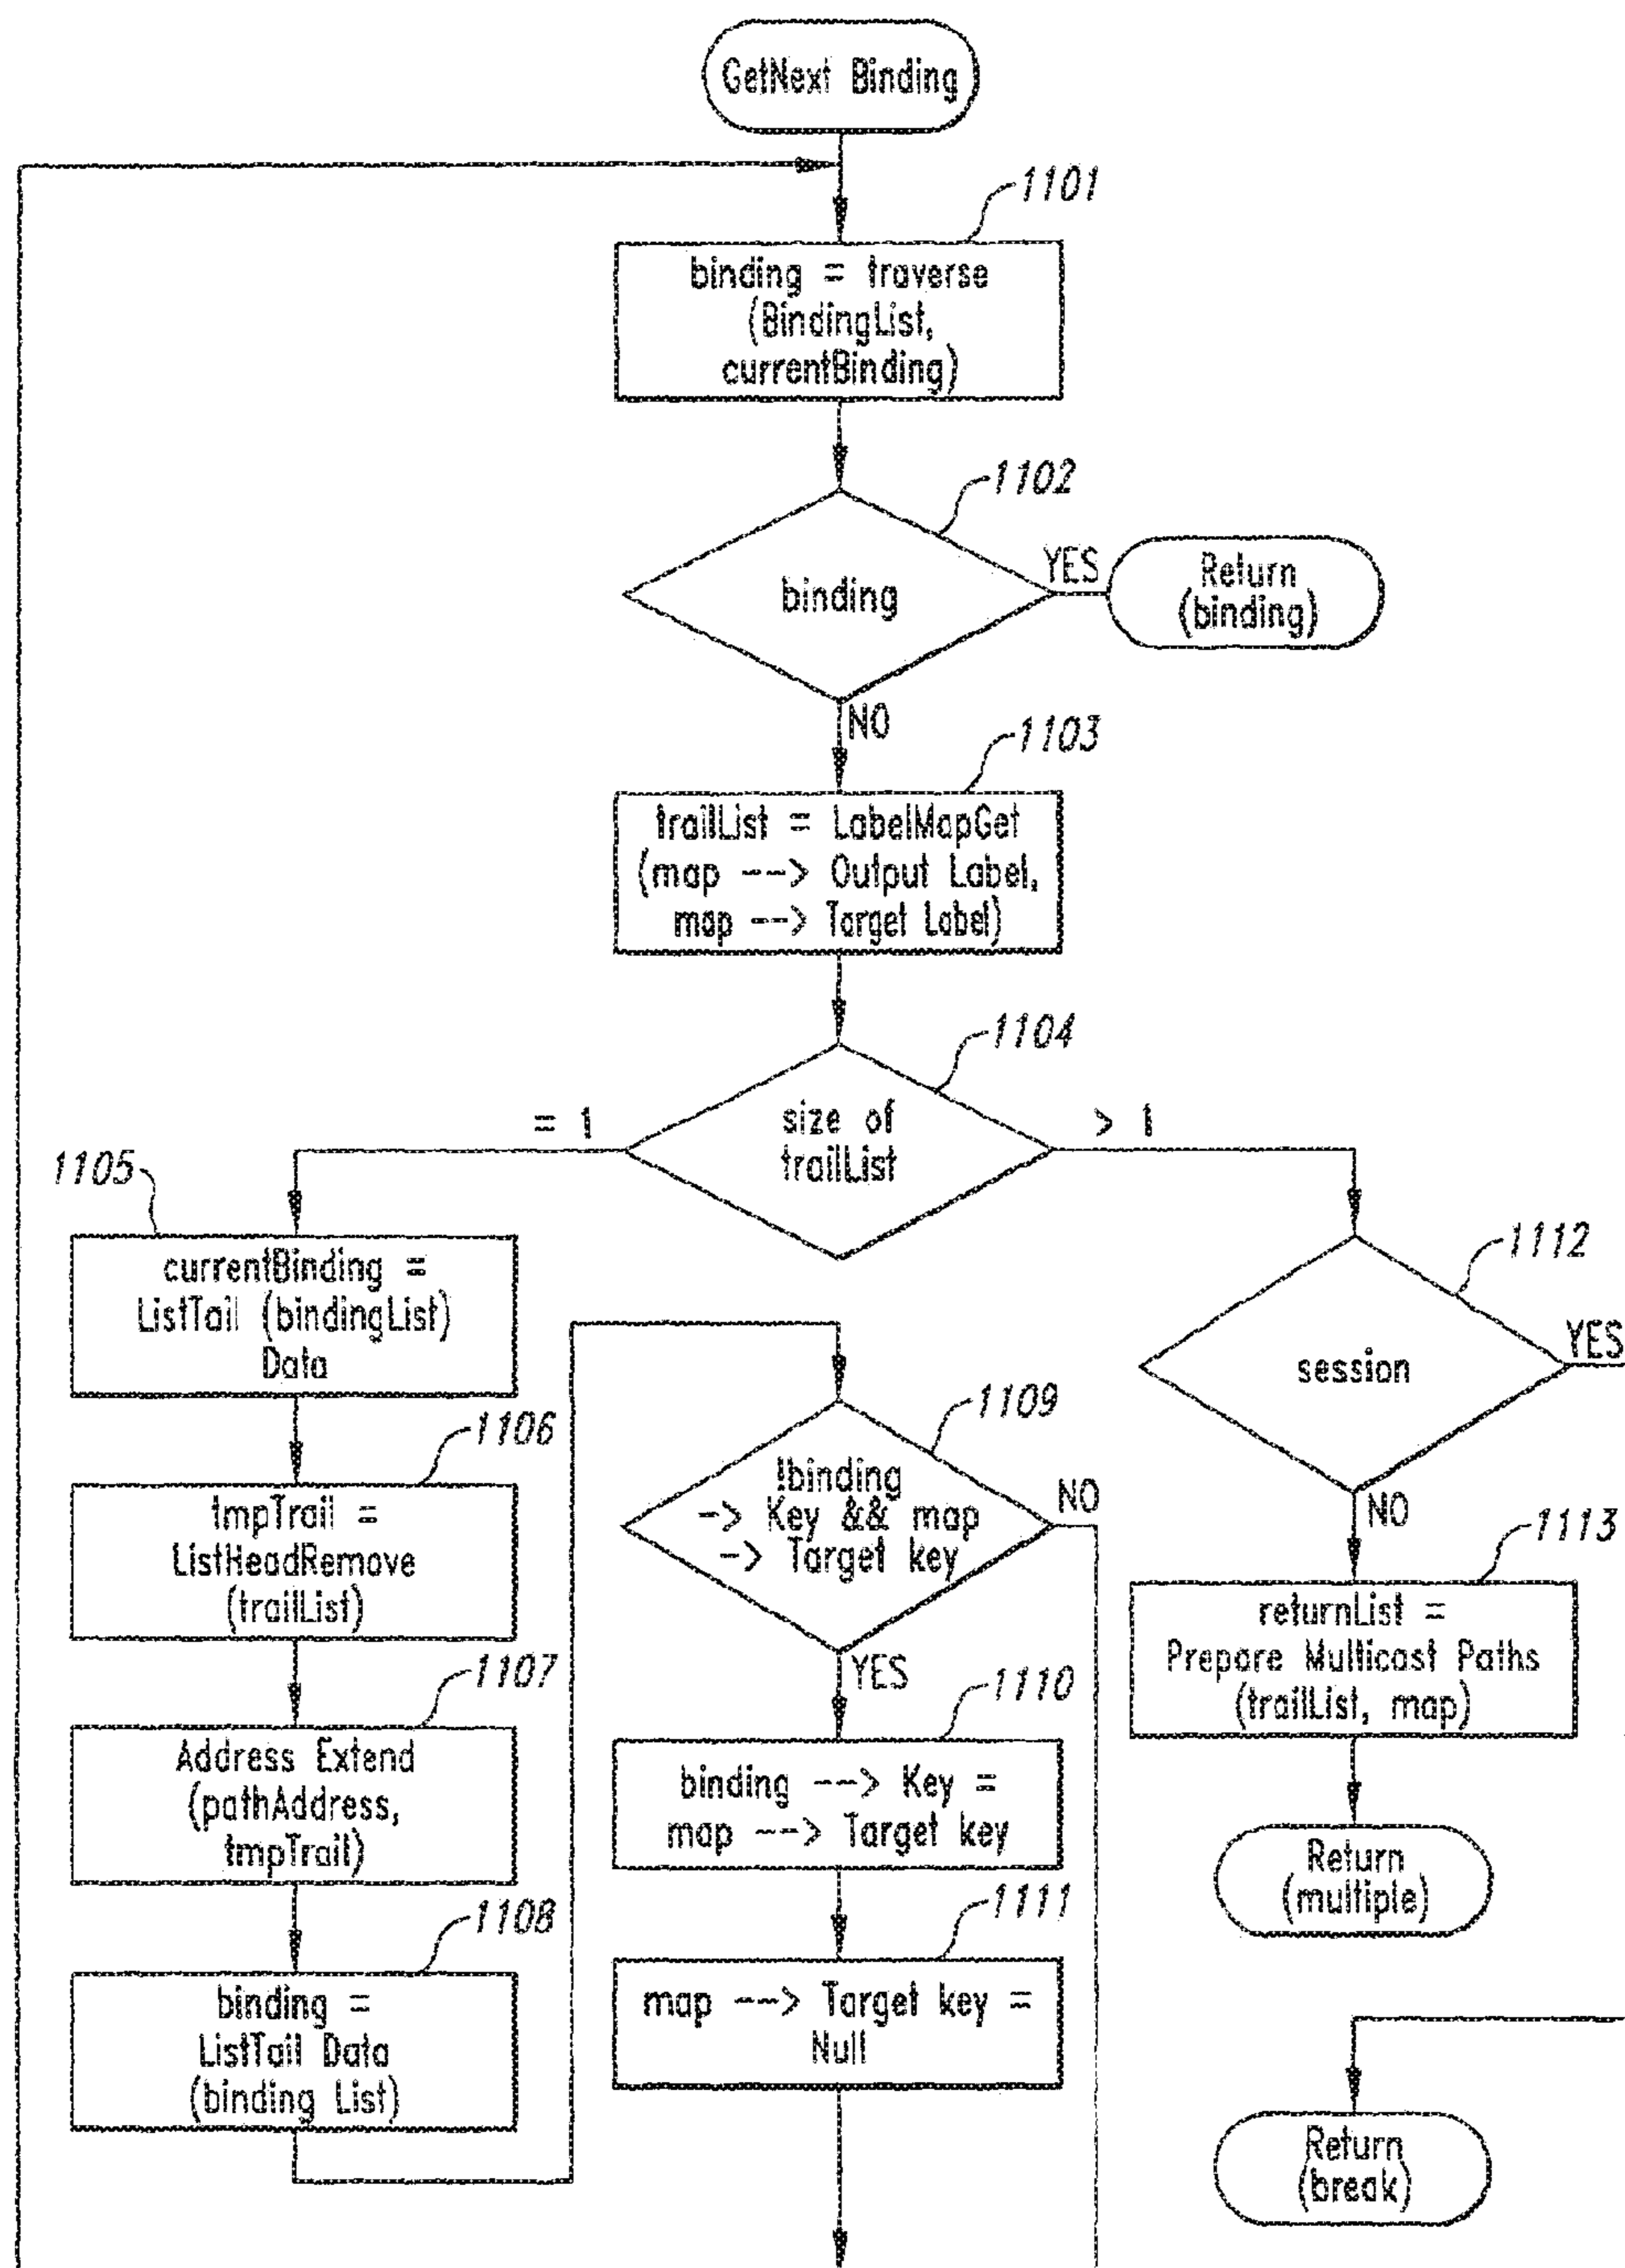 GetNext Binding
1101
binding = traverse
(BindingList,
currentBinding)
1102
binding
YES
Return
(binding)
NO
1103
trailList = LabelMapGet
(map --> Output Label,
map --> Target Label)
1104
size of
trailList
= 1
> 1
1105
currentBinding =
ListTail (bindingList)
Data
1106
tmpTrail =
ListHeadRemove
(trailList)
1107
Address Extend
(pathAddress,
tmpTrail)
1108
binding =
ListTail Data
(binding List)
1109
!binding
-> Key && map
-> Target key
NO
YES
1110
binding --> Key =
map --> Target key
1111
map --> Target key =
Null
1112
session
YES
NO
1113
returnList =
Prepare Multicast Paths
(trailList, map)
Return
(multiple)
Return
(break)